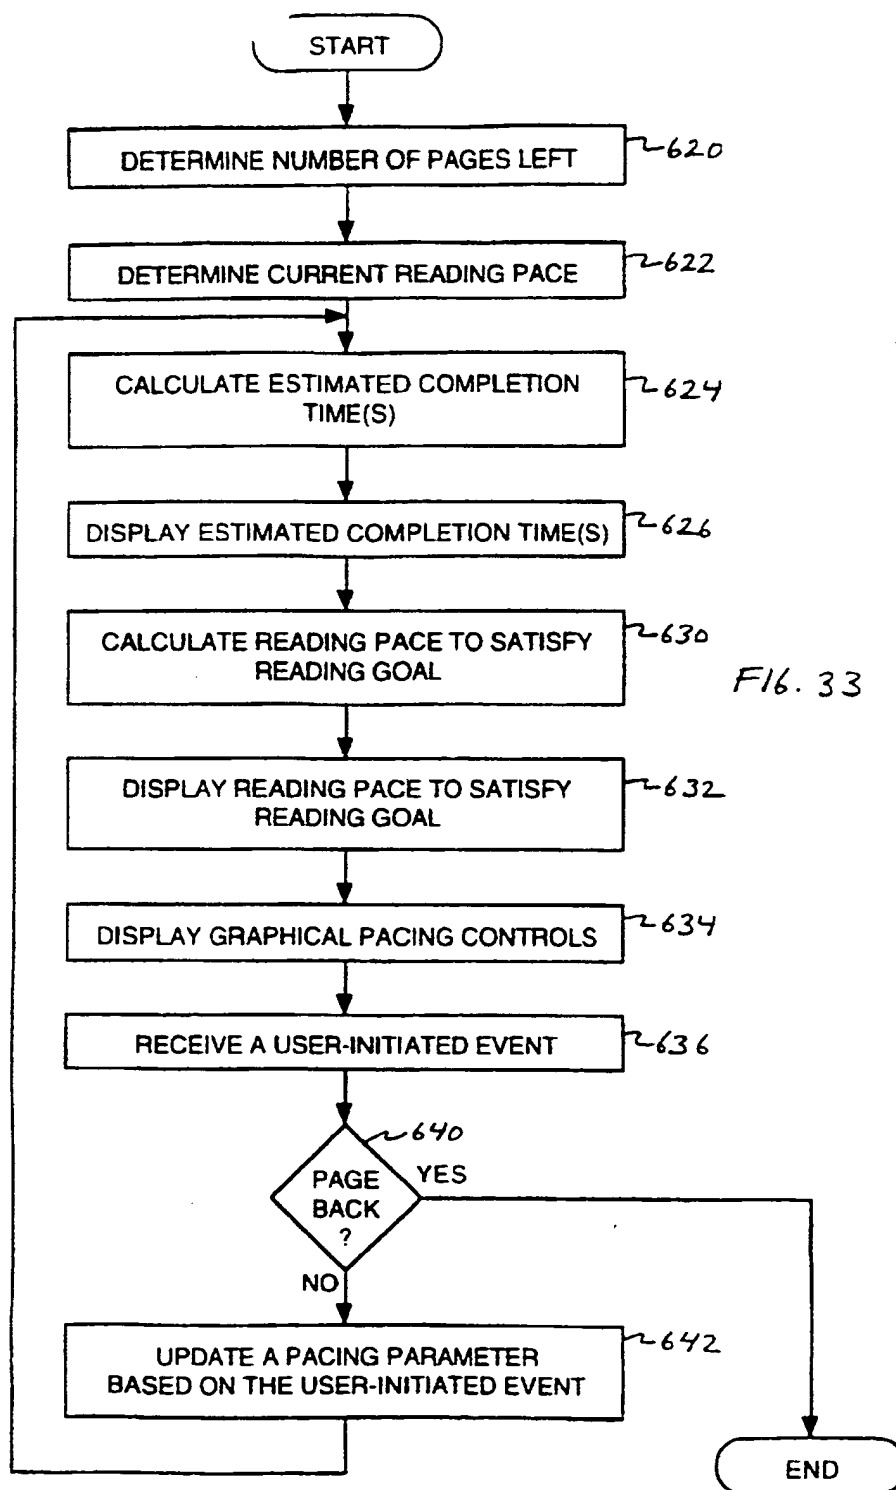 START
DETERMINE NUMBER OF PAGES LEFT
620
DETERMINE CURRENT READING PACE
622
CALCULATE ESTIMATED COMPLETION
TIME(S)
624
DISPLAY ESTIMATED COMPLETION TIME(S)
626
CALCULATE READING PACE TO SATISFY
READING GOAL
630
FIG. 33
DISPLAY READING PACE TO SATISFY
READING GOAL
632
DISPLAY GRAPHICAL PACING CONTROLS
634
RECEIVE A USER-INITIATED EVENT
636
640
PAGE
BACK
?
YES
NO
UPDATE A PACING PARAMETER
BASED ON THE USER-INITIATED EVENT
642
END